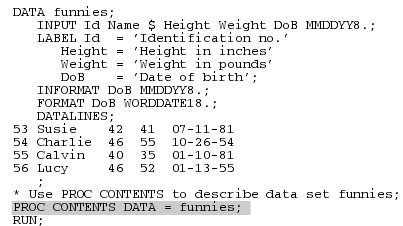 DATA funnies;
   INPUT Id Name $ Height Weight DoB MMDDYY8.;
   LABEL Id  = 'Identification no.'
      Height = 'Height in inches'
      Weight = 'Weight in pounds'
      DoB    = 'Date of birth';
   INFORMAT DoB MMDDYY8.;
   FORMAT DoB WORDDATE18.;
   DATALINES;
53 Susie    42  41  07-11-81
54 Charlie  46  55  10-26-54
55 Calvin   40  35  01-10-81
56 Lucy     46  52  01-13-55
   ;
* Use PROC CONTENTS to describe data set funnies;
PROC CONTENTS DATA = funnies;
RUN;